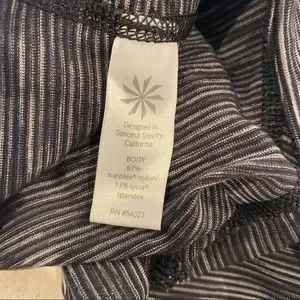 Designed in
Sonoma County,
California
BODY
87%
supplex® nylon/
13% lycra®
spandex
RN #54023